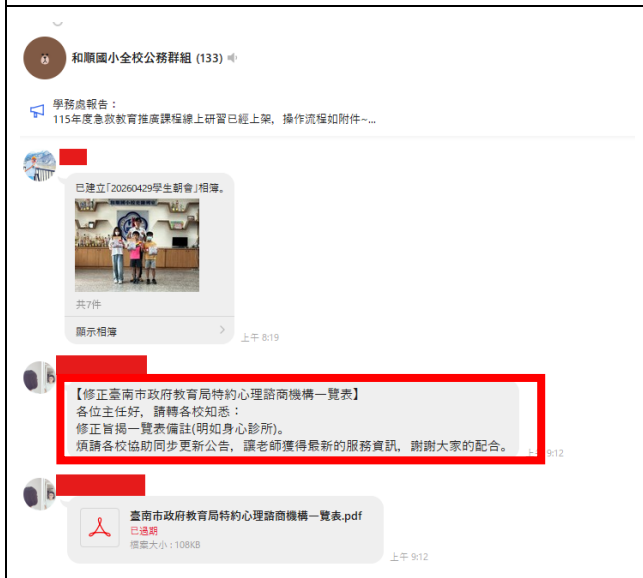 和順國小全校公務群組 (133)
學務處報告：
115年度急救教育推廣課程線上研習已經上架，操作流程如附件~...
已建立「20260429學生朝會」相簿。
共7件
顯示相簿
上午 8:19
【修正臺南市政府教育局特約心理諮商機構一覽表】
各位主任好，請轉各校知悉：
修正旨揭一覽表備註(明如身心診所)。
煩請各校協助同步更新公告，讓老師獲得最新的服務資訊，謝謝大家的配合。
上午 9:12
臺南市政府教育局特約心理諮商機構一覽表.pdf
已過期
檔案大小：108KB
上午 9:12